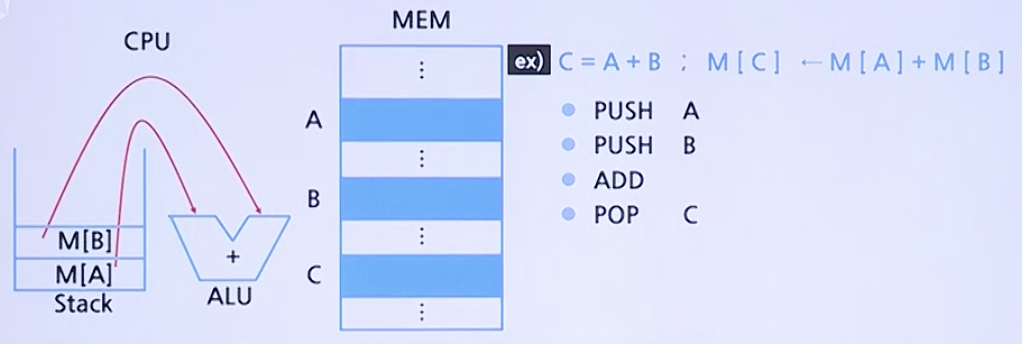 CPU
M[B]
M[A]
Stack
+
ALU
MEM
⋮
A
⋮
B
⋮
C
⋮
ex) C = A + B ; M [ C ] ← M [ A ] + M [ B ]
PUSH A
PUSH B
ADD
POP C